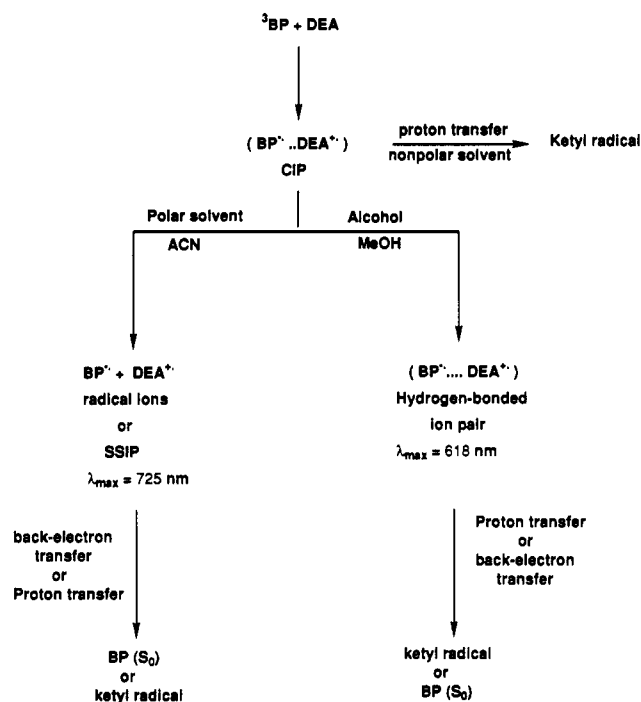 ³BP + DEA
( BP⁻· ..DEA⁺· )
CIP
proton transfer
nonpolar solvent
Ketyl radical
Polar solvent
ACN
Alcohol
MeOH
BP⁻· + DEA⁺·
radical ions
or
SSIP
λmax = 725 nm
( BP⁻·.... DEA⁺· )
Hydrogen-bonded
ion pair
λmax = 618 nm
back-electron
transfer
or
Proton transfer
Proton transfer
or
back-electron
transfer
BP (S₀)
or
ketyl radical
ketyl radical
or
BP (S₀)